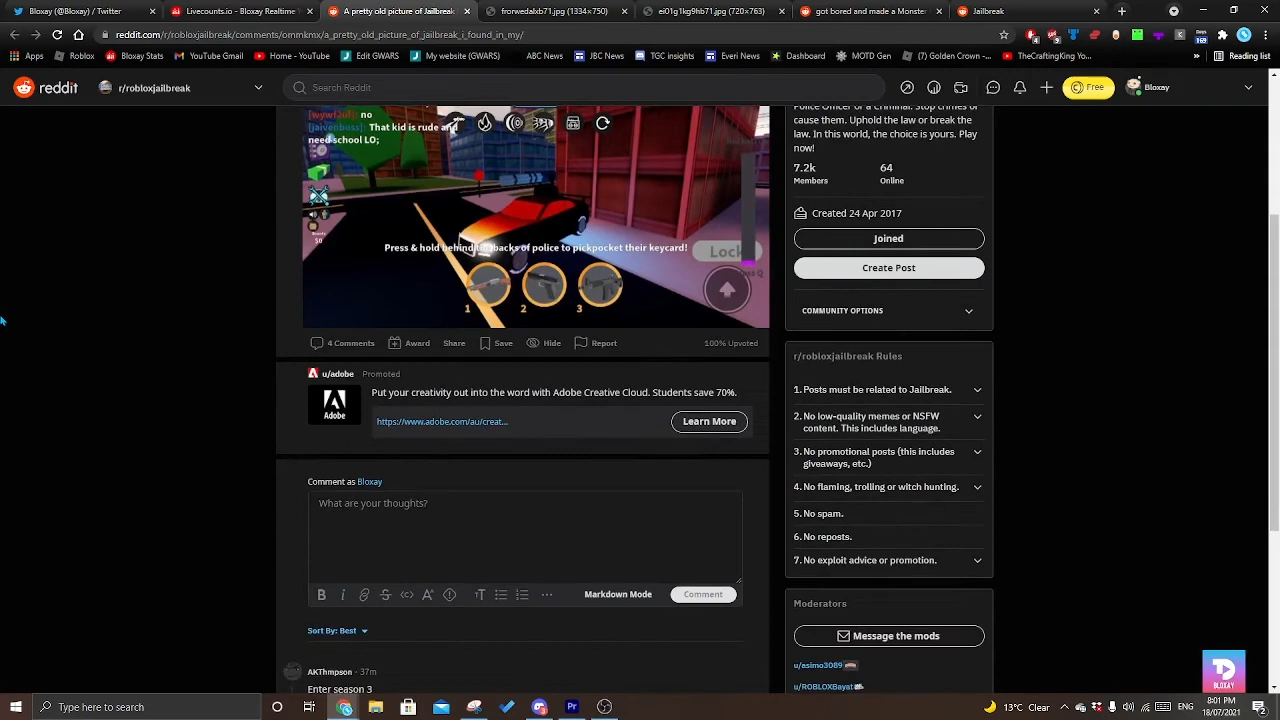 Bloxay (@Bloxay) / Twitter
Livecounts.io - Bloxay Realtime
A pretty old picture of Jailbreak
frorvedakb71.jpg (1334×750)
ei01g1kg9hb71.jpg (720×763)
got bored and made a Monster
Jailbreak
reddit.com/r/robloxjailbreak/comments/omnknv/a_pretty_old_picture_of_jailbreak_i_found_in_my/
Apps Roblox Bloxay Stats YouTube Gmail Home - YouTube Edit GWARS My website (GWARS) ABC News JBC News TGC insights Everi News Dashboard MOTD Gen (7) Golden Crown -... (1) YouTube Reading list
reddit r/robloxjailbreak Search Reddit Free Bloxay
no
[jaivenboss]: That kid is rude and
need school LO;
$0
Press & hold behind the backs of police to pickpocket their keycard!
Lock
1 2 3
4 Comments Award Share Save Hide Report 100% Upvoted
u/adobe Promoted
Adobe
Put your creativity out into the word with Adobe Creative Cloud. Students save 70%.
https://www.adobe.com/au/creat... Learn More
Comment as Bloxay
What are your thoughts?
Markdown Mode Comment
Sort By: Best
AKThmpson · 37m
Enter season 3
Police Officer or a Criminal. Stop crimes or
cause them. Uphold the law or break the
law. In this world, the choice is yours. Play
now!
7.2k 64
Members Online
Created 24 Apr 2017
Joined
Create Post
COMMUNITY OPTIONS
r/robloxjailbreak Rules
1. Posts must be related to Jailbreak.
2. No low-quality memes or NSFW
content. This includes language.
3. No promotional posts (this includes
giveaways, etc.)
4. No flaming, trolling or witch hunting.
5. No spam.
6. No reposts.
7. No exploit advice or promotion.
Moderators
Message the mods
u/asimo3089
u/ROBLOXBayat
BLOXAY
Type here to search
13°C Clear
8:01 PM
18/07/2021